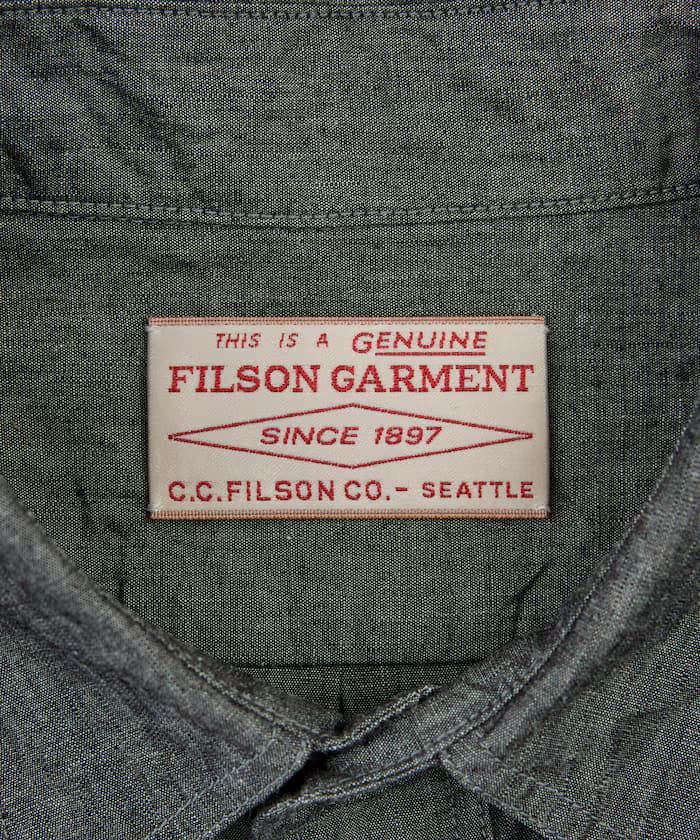 THIS IS A GENUINE
FILSON GARMENT
SINCE 1897
C.C. FILSON CO. - SEATTLE